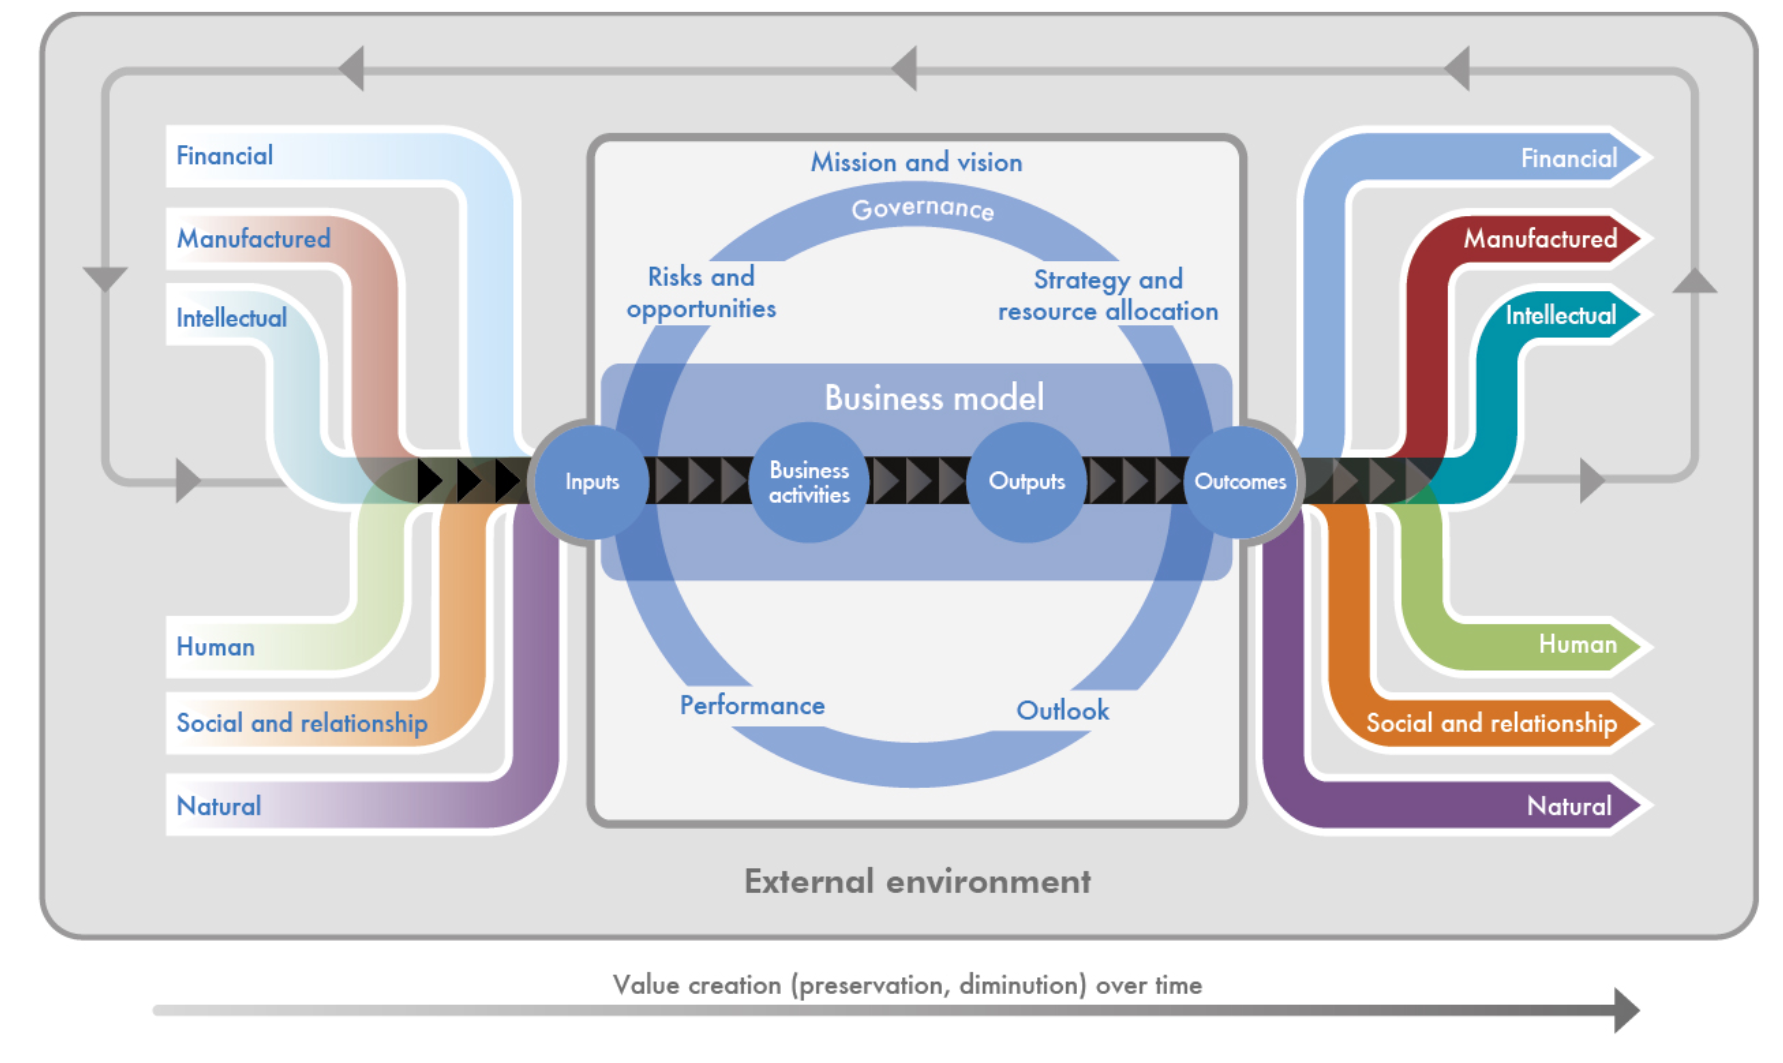 Financial
Manufactured
Intellectual
Human
Social and relationship
Natural
Mission and vision
Governance
Risks and
opportunities
Strategy and
resource allocation
Business model
Inputs
Business
activities
Outputs
Outcomes
Performance
Outlook
Financial
Manufactured
Intellectual
Human
Social and relationship
Natural
External environment
Value creation (preservation, diminution) over time